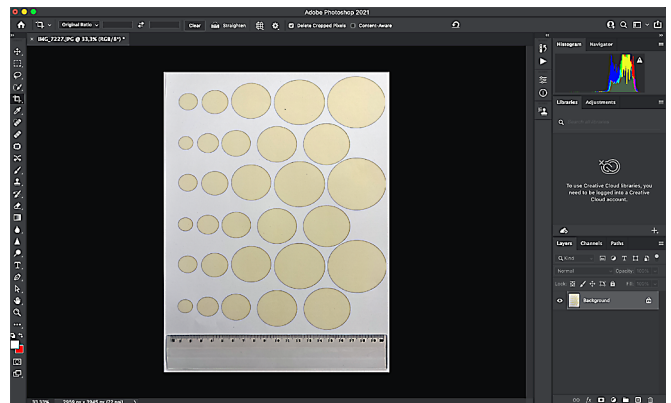 Adobe Photoshop 2021
Original Ratio
Clear
Straighten
Delete Cropped Pixels
Content-Aware
× IMG_7227.JPG @ 33,3% (RGB/8*) *
Histogram Navigator
Libraries Adjustments
To use Creative Cloud libraries, you
need to be logged into a Creative
Cloud account.
Layers Channels Paths
Kind
Normal
Opacity:
Lock:
Fill:
Background